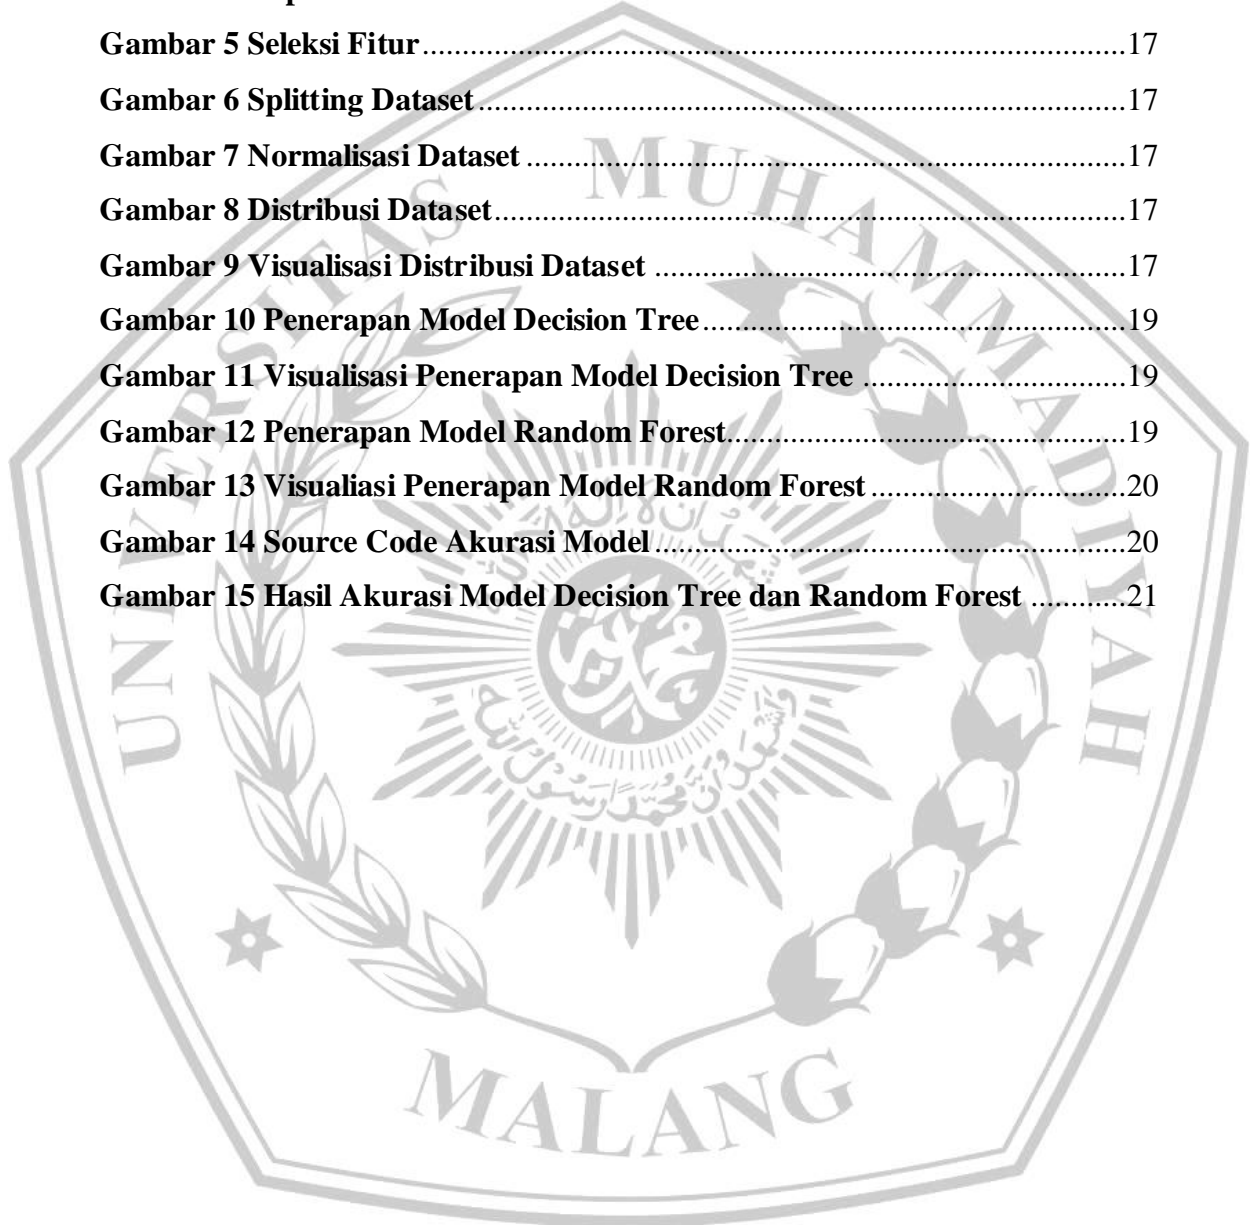 Gambar 5 Seleksi Fitur........................................................................................17
Gambar 6 Splitting Dataset.................................................................................17
Gambar 7 Normalisasi Dataset ...........................................................................17
Gambar 8 Distribusi Dataset...............................................................................17
Gambar 9 Visualisasi Distribusi Dataset ...........................................................17
Gambar 10 Penerapan Model Decision Tree.....................................................19
Gambar 11 Visualisasi Penerapan Model Decision Tree .................................19
Gambar 12 Penerapan Model Random Forest..................................................19
Gambar 13 Visualiasi Penerapan Model Random Forest................................20
Gambar 14 Source Code Akurasi Model...........................................................20
Gambar 15 Hasil Akurasi Model Decision Tree dan Random Forest ............21
UNIVERSITAS MUHAMMADIYAH
MALANG